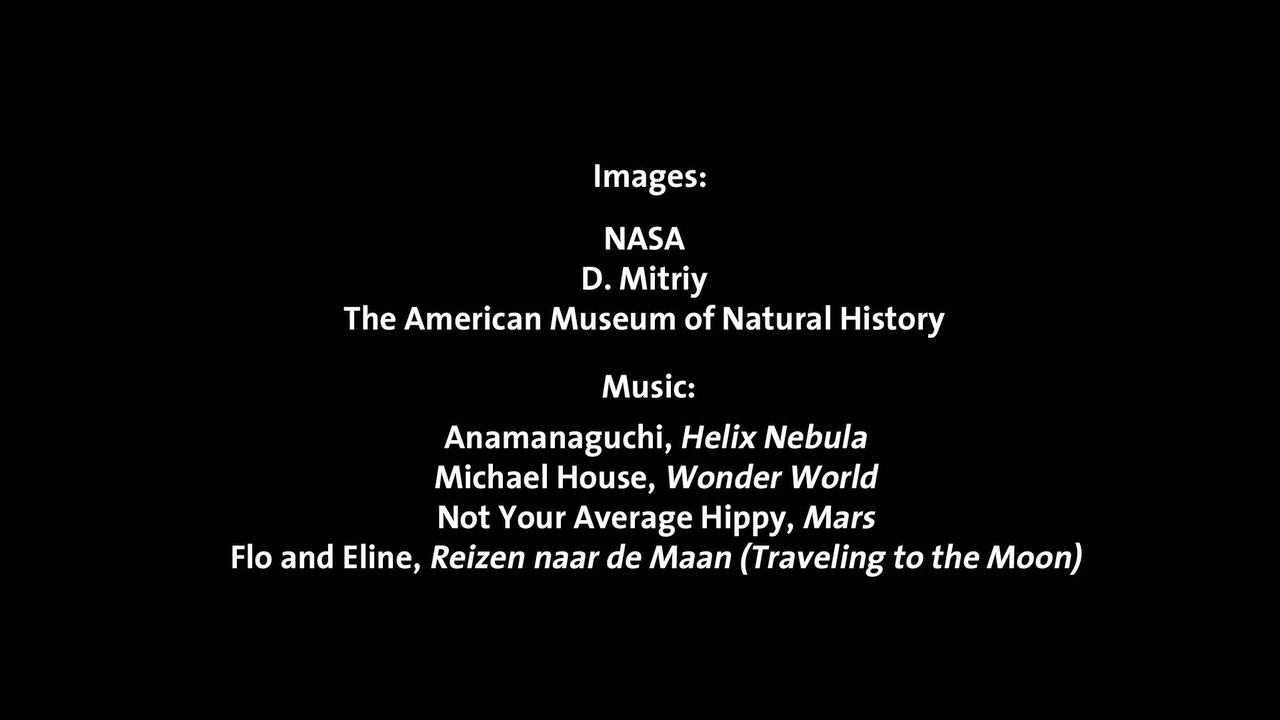 Images:
NASA
D. Mitriy
The American Museum of Natural History
Music:
Anamanaguchi, Helix Nebula
Michael House, Wonder World
Not Your Average Hippy, Mars
Flo and Eline, Reizen naar de Maan (Traveling to the Moon)